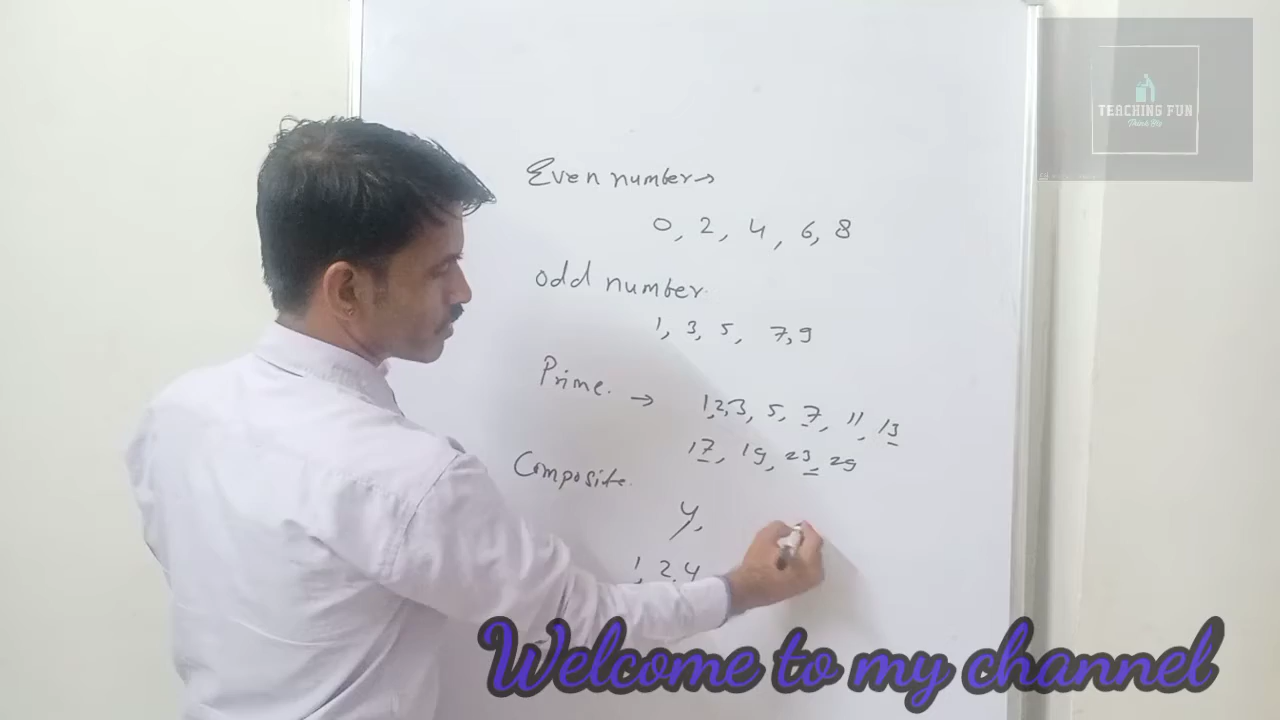 TEACHING FUN
Even number→
0, 2, 4, 6, 8
odd number.
1, 3, 5, 7, 9
Prime. → 1,2,3, 5, 7, 11, 13
17, 19, 23, 29
Composite.
4,
1, 2,4
Welcome to my channel